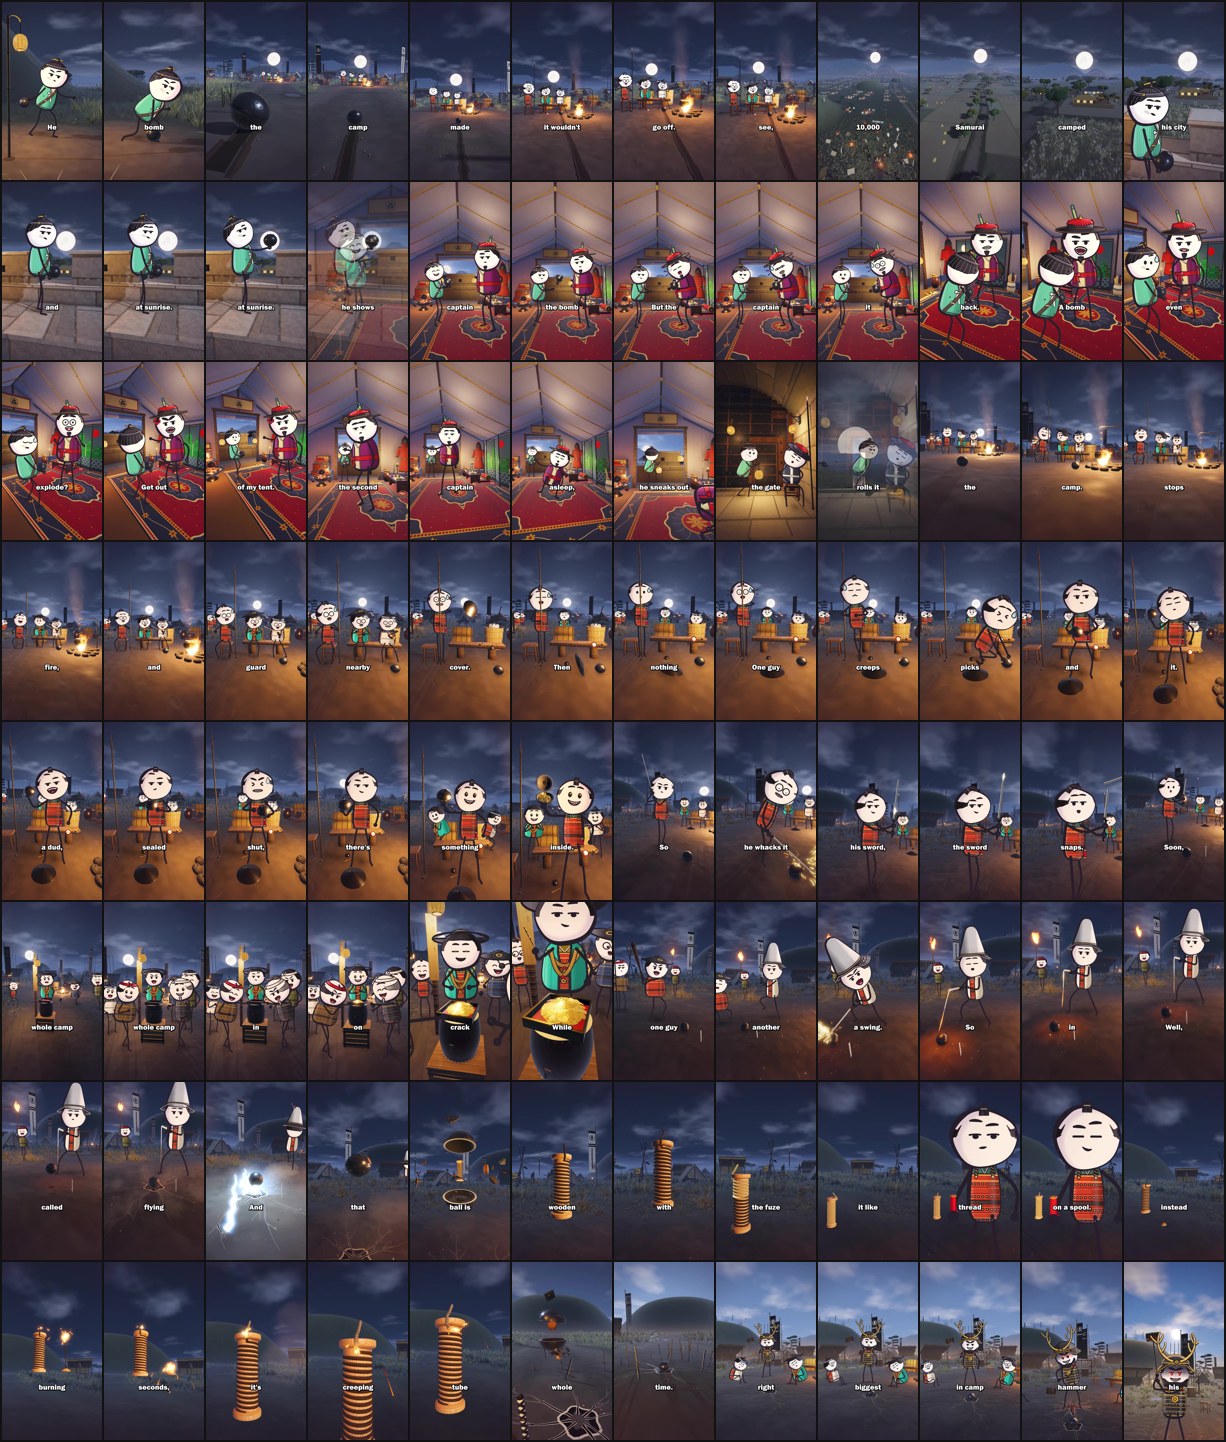 He
bomb
the
camp
made
it wouldn't
go off.
see,
10,000
Samurai
camped
his city
and
at sunrise.
at sunrise.
he shows
captain
the bomb
But the
captain
it
back.
A bomb
even
explode?
Get out
of my tent.
the second
captain
asleep,
he sneaks out
the gate
rolls it
the
camp.
stops
fire,
and
guard
nearby
cover.
Then
nothing
One guy
creeps
picks
and
it.
a dud,
sealed
shut,
there's
something
inside.
So
he whacks it
his sword,
the sword
snaps.
Soon,
whole camp
whole camp
in
on
crack
While
one guy
another
a swing.
So
in
Well,
called
flying
And
that
ball is
wooden
with
the fuze
it like
thread
on a spool.
instead
burning
seconds,
it's
creeping
tube
whole
time.
right
biggest
in camp
hammer
his